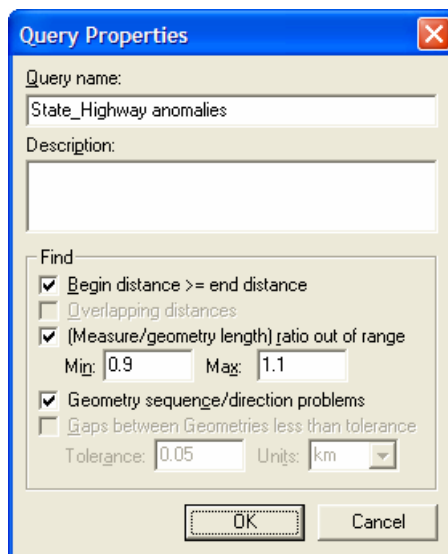 Query Properties
Query name:
State_Highway anomalies
Description:
Find
Begin distance >= end distance
Overlapping distances
(Measure/geometry length) ratio out of range
Min: 0.9 Max: 1.1
Geometry sequence/direction problems
Gaps between Geometries less than tolerance
Tolerance: 0.05 Units: km
OK Cancel